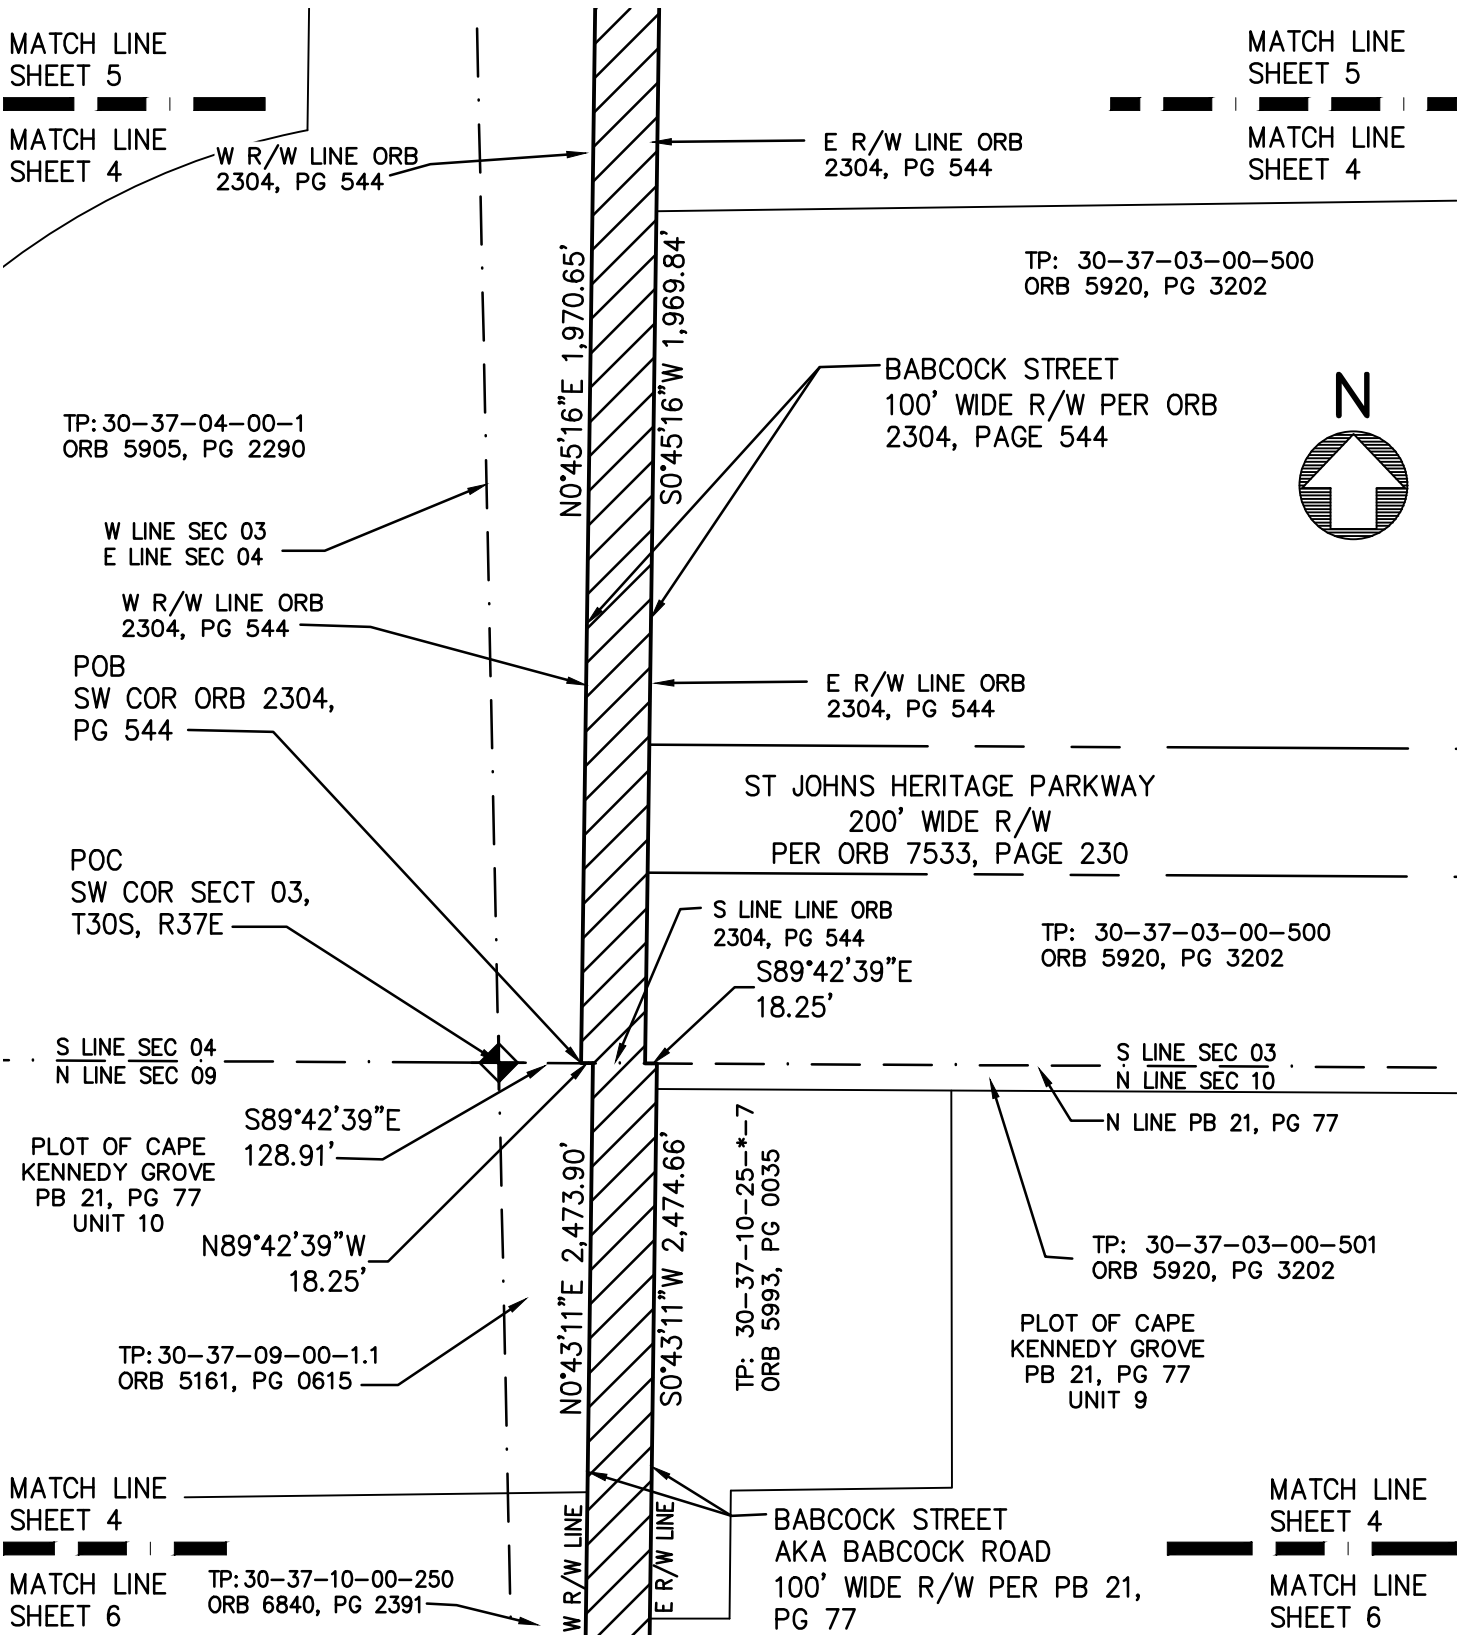 MATCH LINE
SHEET 5
MATCH LINE
SHEET 4
MATCH LINE
SHEET 5
MATCH LINE
SHEET 4
W R/W LINE ORB
2304, PG 544
E R/W LINE ORB
2304, PG 544
TP: 30-37-03-00-500
ORB 5920, PG 3202
N0°45'16"E 1,970.65'
S0°45'16"W 1,969.84'
BABCOCK STREET
100' WIDE R/W PER ORB
2304, PAGE 544
N
TP:30-37-04-00-1
ORB 5905, PG 2290
W LINE SEC 03
E LINE SEC 04
W R/W LINE ORB
2304, PG 544
POB
SW COR ORB 2304,
PG 544
E R/W LINE ORB
2304, PG 544
ST JOHNS HERITAGE PARKWAY
200' WIDE R/W
PER ORB 7533, PAGE 230
POC
SW COR SECT 03,
T30S, R37E
S LINE LINE ORB
2304, PG 544
S89°42'39"E
18.25'
TP: 30-37-03-00-500
ORB 5920, PG 3202
S LINE SEC 04
N LINE SEC 09
S LINE SEC 03
N LINE SEC 10
S89°42'39"E
128.91'
N LINE PB 21, PG 77
PLOT OF CAPE
KENNEDY GROVE
PB 21, PG 77
UNIT 10
N89°42'39"W
18.25'
N0°43'11"E 2,473.90'
S0°43'11"W 2,474.66'
TP: 30-37-10-25-*-7
ORB 5993, PG 0035
TP: 30-37-03-00-501
ORB 5920, PG 3202
PLOT OF CAPE
KENNEDY GROVE
PB 21, PG 77
UNIT 9
TP:30-37-09-00-1.1
ORB 5161, PG 0615
MATCH LINE
SHEET 4
MATCH LINE
SHEET 6
TP:30-37-10-00-250
ORB 6840, PG 2391
W R/W LINE
E R/W LINE
BABCOCK STREET
AKA BABCOCK ROAD
100' WIDE R/W PER PB 21,
PG 77
MATCH LINE
SHEET 4
MATCH LINE
SHEET 6